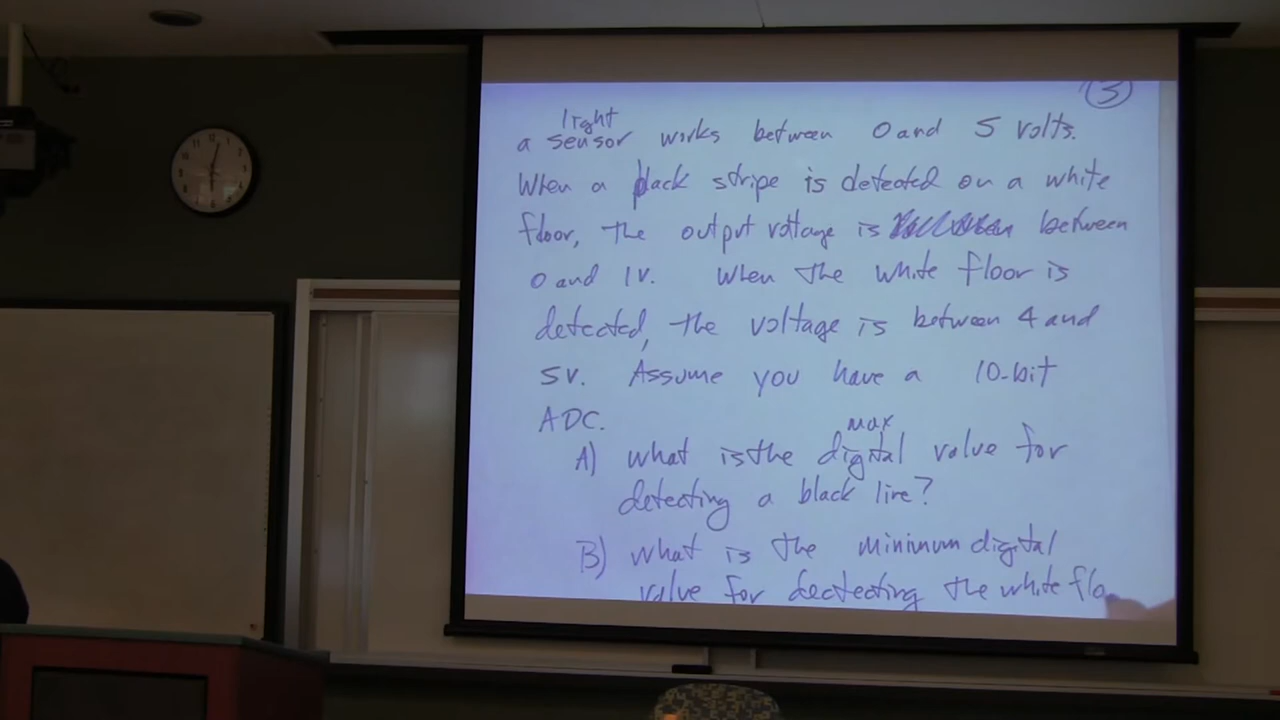 3
light
a sensor works between 0 and 5 volts.
When a black stripe is detected on a white
floor, the output voltage is between
0 and 1v. When the white floor is
detected, the voltage is between 4 and
5v. Assume you have a 10-bit
ADC.
max
A) what is the digital value for
detecting a black line?
B) what is the minimum digital
value for dectecting the white flo